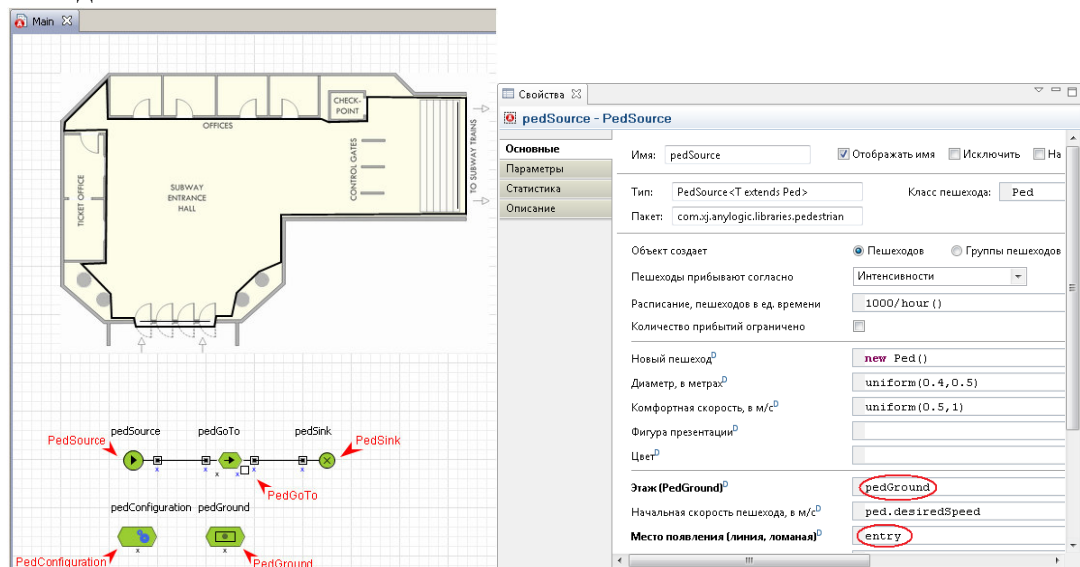 Main
CHECK-
POINT
OFFICES
TO SUBWAY TRAINS
CONTROL GATES
TICKET OFFICE
SUBWAY
ENTRANCE
HALL
pedSource
pedGoTo
pedSink
PedSource
PedSink
PedGoTo
pedConfiguration
pedGround
PedConfiguration
PedGround
Свойства
pedSource - PedSource
Основные
Параметры
Статистика
Описание
Имя: pedSource Отображать имя Исключить На
Тип: PedSource<T extends Ped> Класс пешехода: Ped
Пакет: com.xj.anylogic.libraries.pedestrian
Объект создает Пешеходов Группы пешеходов
Пешеходы прибывают согласно Интенсивности
Расписание, пешеходов в ед. времени 1000/hour()
Количество прибытий ограничено
Новый пешеход D new Ped()
Диаметр, в метрах D uniform(0.4,0.5)
Комфортная скорость, в м/с D uniform(0.5,1)
Фигура презентации D
Цвет D
Этаж (PedGround) D pedGround
Начальная скорость пешехода, в м/с D ped.desiredSpeed
Место появления (линия, ломаная) D entry